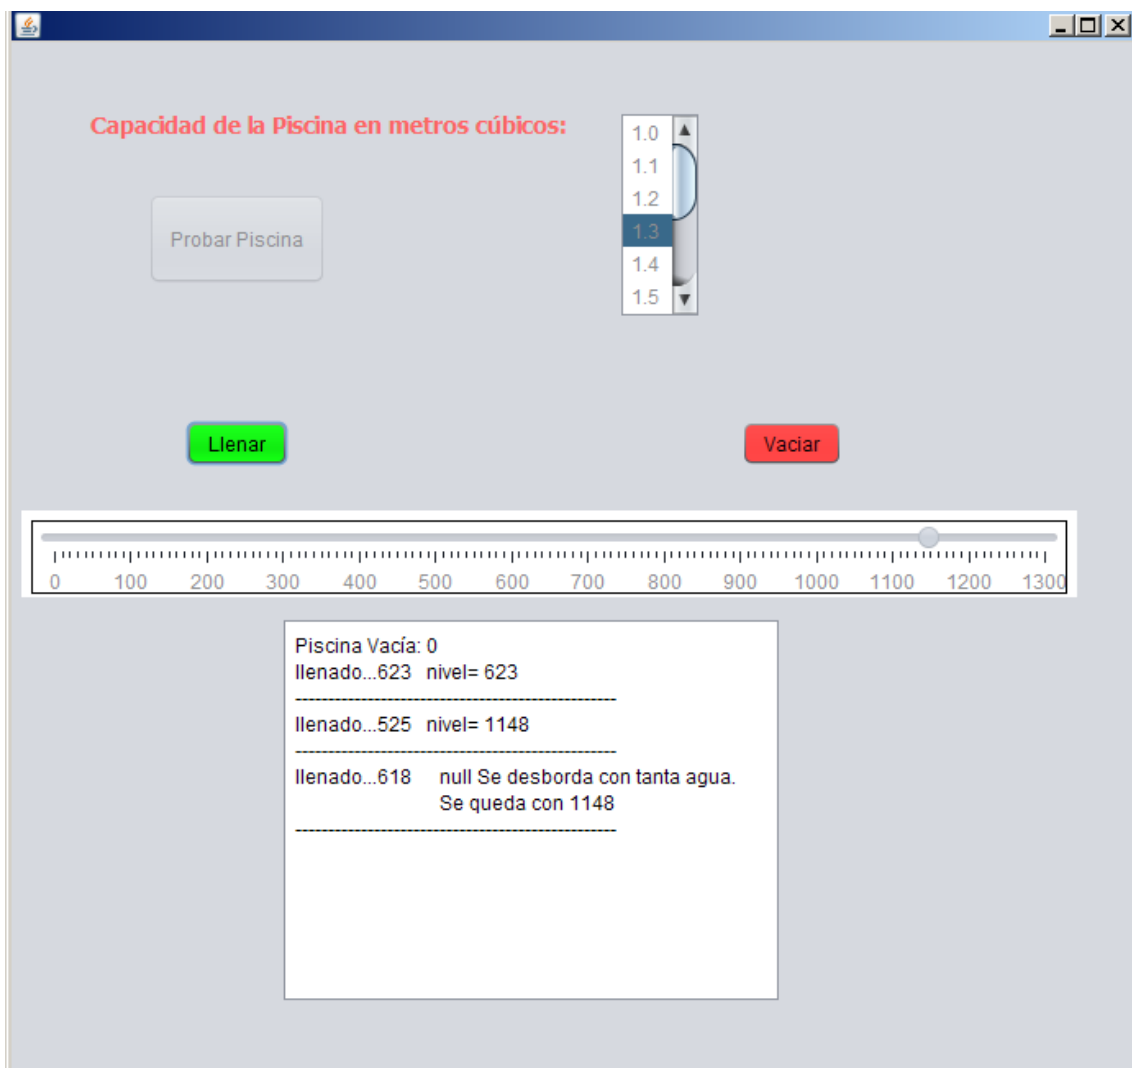 Capacidad de la Piscina en metros cúbicos:
1.0
1.1
1.2
1.3
1.4
1.5
Probar Piscina
Llenar
Vaciar
0 100 200 300 400 500 600 700 800 900 1000 1100 1200 1300
Piscina Vacía: 0
llenado...623 nivel= 623
--------------------------------------------------
llenado...525 nivel= 1148
--------------------------------------------------
llenado...618 null Se desborda con tanta agua.
Se queda con 1148
--------------------------------------------------